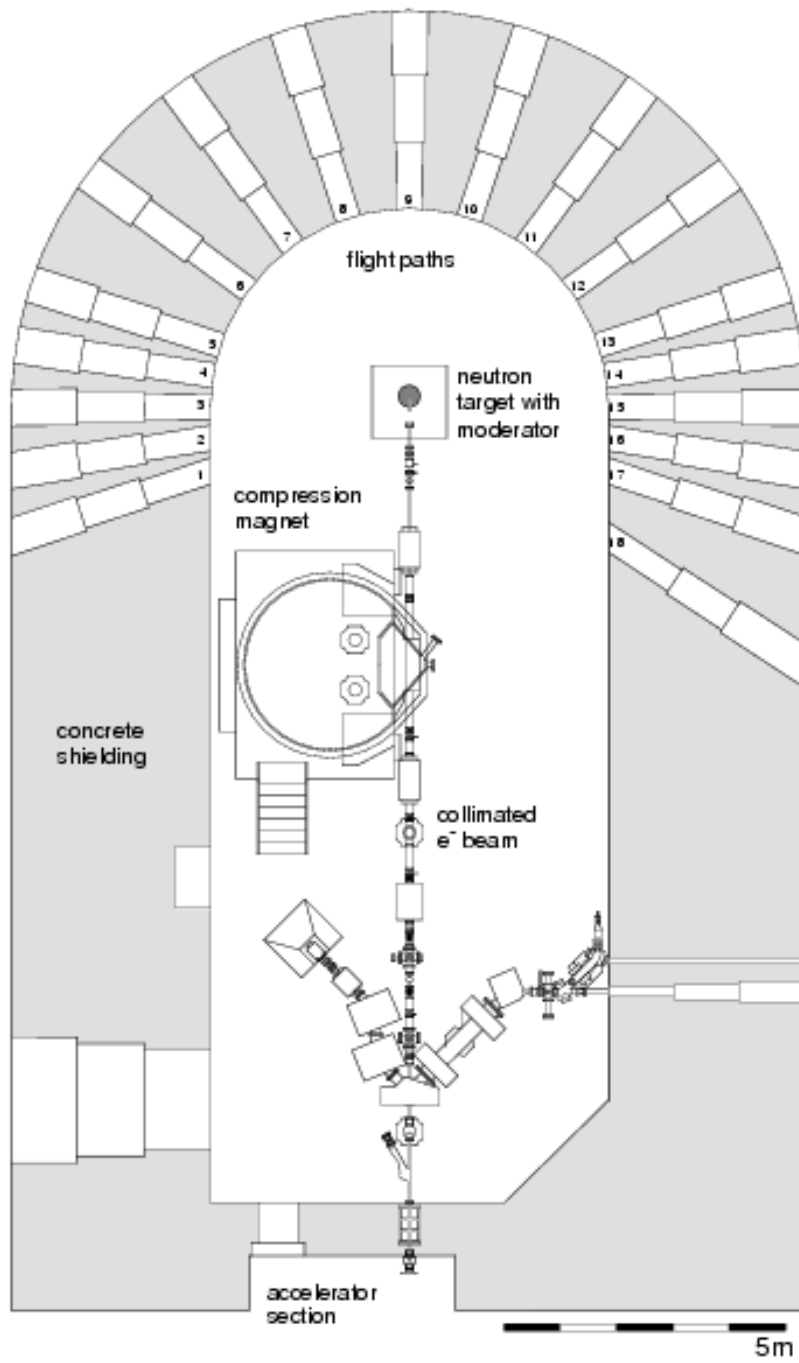 9
8
10
7
11
6
12
flight paths
5
13
4
14
neutron
target with
moderator
3
15
2
16
1
17
compression
magnet
18
concrete
shielding
collimated
e⁻ beam
accelerator
section
5m